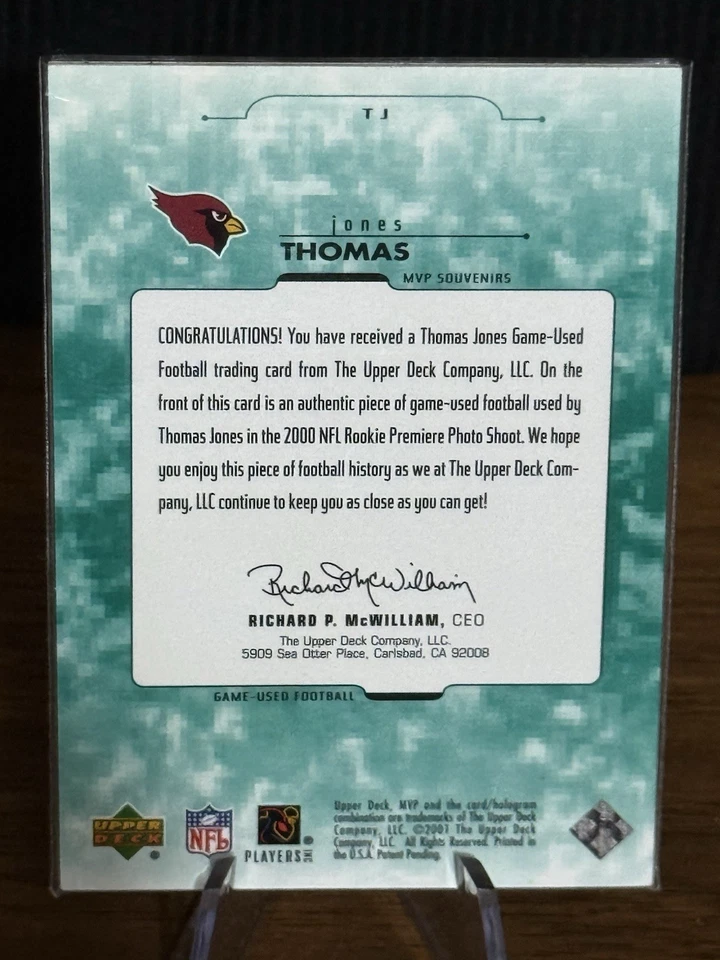 TJ
jones
THOMAS
MVP SOUVENIRS
CONGRATULATIONS! You have received a Thomas Jones Game-Used
Football trading card from The Upper Deck Company, LLC. On the
front of this card is an authentic piece of game-used football used by
Thomas Jones in the 2000 NFL Rookie Premiere Photo Shoot. We hope
you enjoy this piece of football history as we at The Upper Deck Com-
pany, LLC continue to keep you as close as you can get!
Richard McWilliam
RICHARD P. McWILLIAM, CEO
The Upper Deck Company, LLC.
5909 Sea Otter Place, Carlsbad, CA 92008
GAME-USED FOOTBALL
UPPER
DECK
NFL
PLAYERS INC
Upper Deck, MVP and the card/hologram
combination are trademarks of The Upper Deck
Company, LLC. ©2001 The Upper Deck
Company, LLC. All Rights Reserved. Printed in
the U.S.A. Patent Pending.